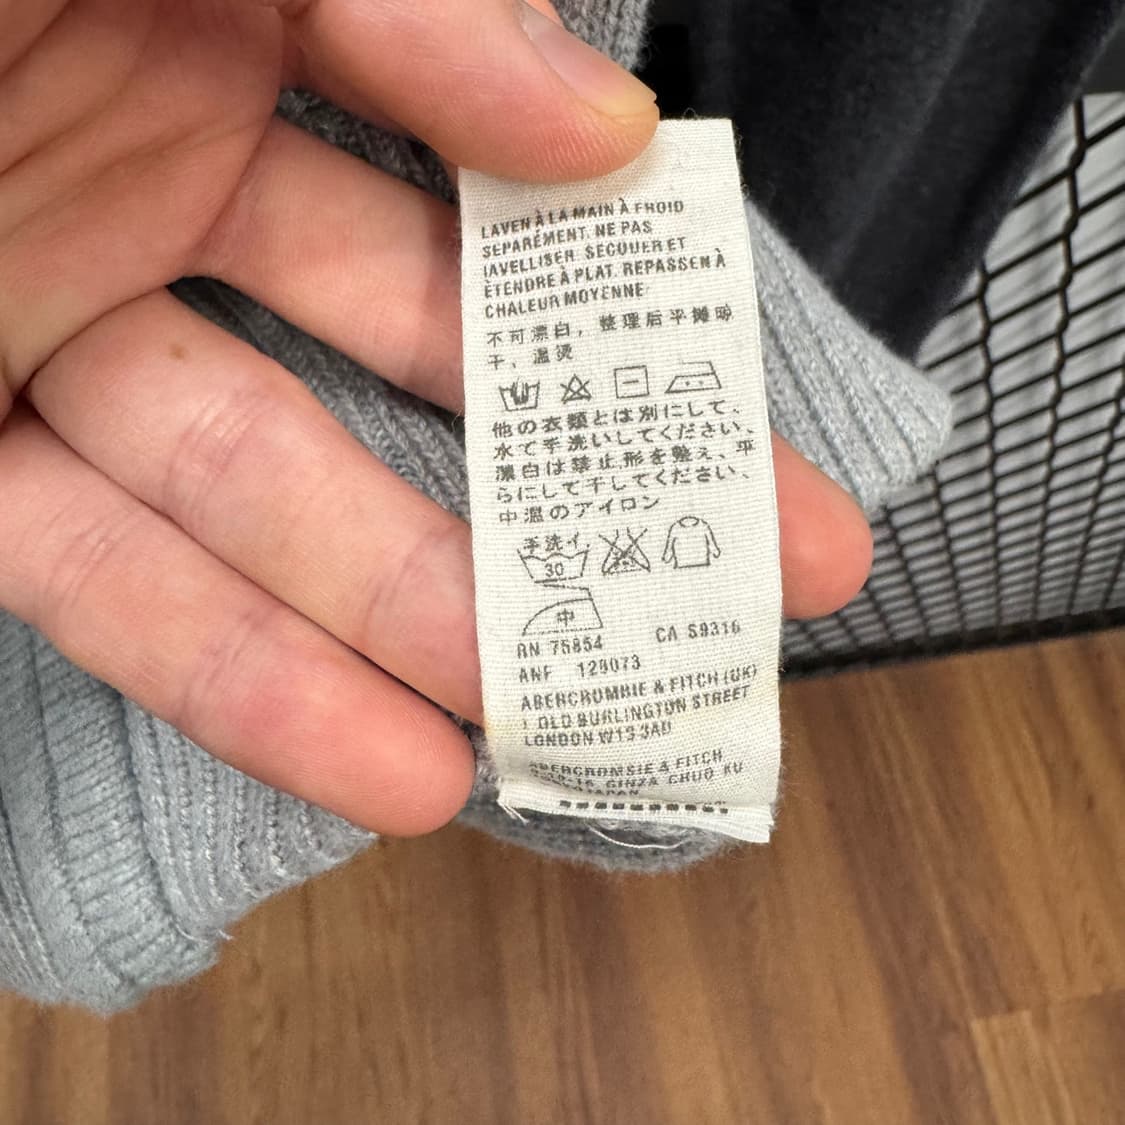 LAVER À LA MAIN À FROID
SEPARÉMENT. NE PAS
JAVELLISER. SECOUER ET
ÈTENDRE À PLAT. REPASSER À
CHALEUR MOYENNE
不可漂白，整理后平摊晾
干、温烫
他の衣類とは別にして、
水で手洗いしてください、
漂白は禁止,形を整え、平
らにして干してください、
中温のアイロン
手洗イ
30
中
RN 75654 CA 59316
ANF
ABERCROMBIE & FITCH (UK)
1 OLD BURLINGTON STREET
LONDON W1S 3AD
ABERCROMBIE & FITCH
GINZA CHUO KU
JAPAN